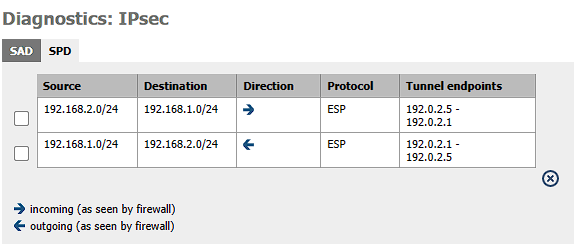 Diagnostics: IPsec
SAD SPD
Source Destination Direction Protocol Tunnel endpoints
192.168.2.0/24 192.168.1.0/24 ESP 192.0.2.5 -
192.0.2.1
192.168.1.0/24 192.168.2.0/24 ESP 192.0.2.1 -
192.0.2.5
incoming (as seen by firewall)
outgoing (as seen by firewall)